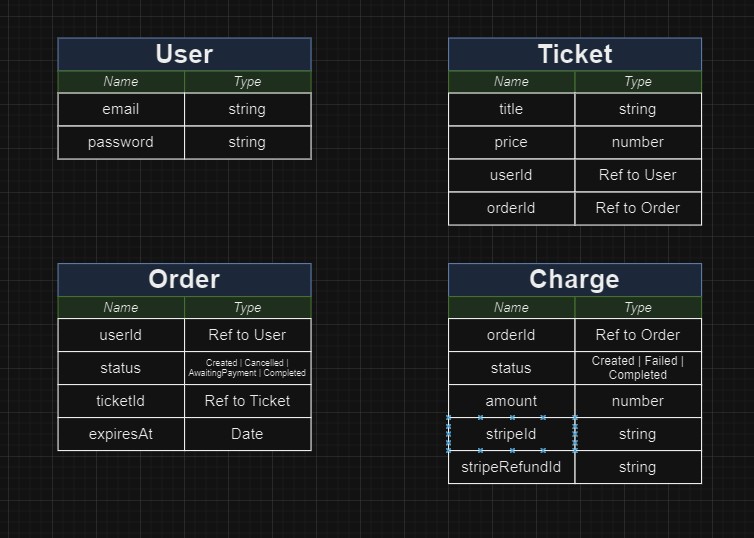 User
Name Type
email string
password string
Ticket
Name Type
title string
price number
userId Ref to User
orderId Ref to Order
Order
Name Type
userId Ref to User
status Created | Cancelled |
AwaitingPayment | Completed
ticketId Ref to Ticket
expiresAt Date
Charge
Name Type
orderId Ref to Order
status Created | Failed |
Completed
amount number
stripeId string
stripeRefundId string